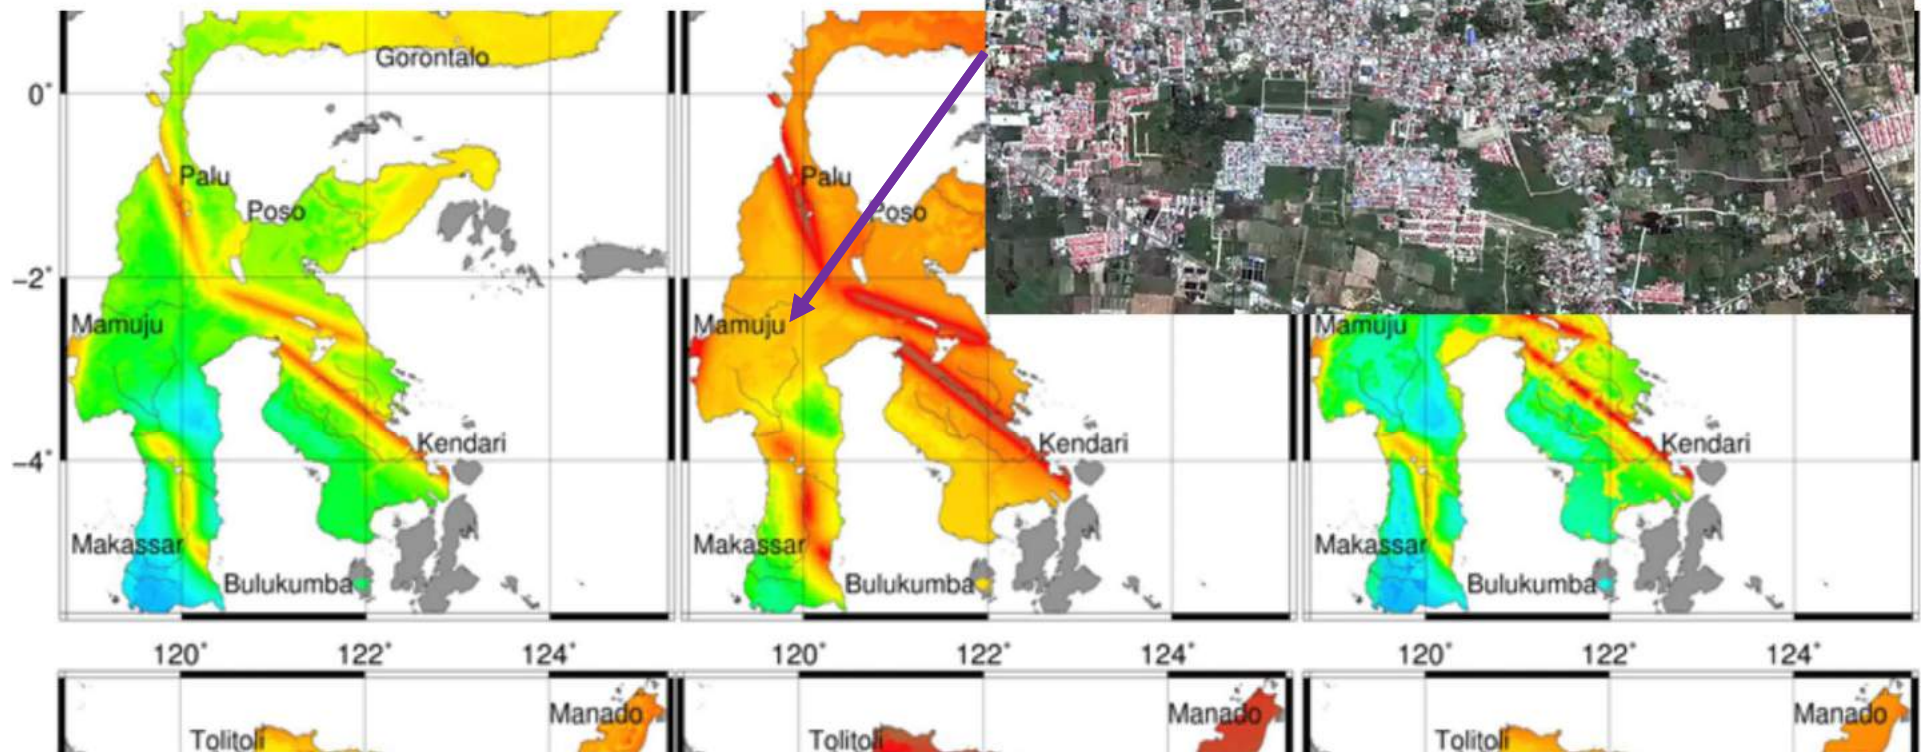 Gorontalo
0°
Palu
Palu
Poso
Poso
−2°
Mamuju
Mamuju
Mamuju
Kendari
Kendari
Kendari
−4°
Makassar
Makassar
Makassar
Bulukumba
Bulukumba
Bulukumba
120° 122° 124°
120° 122° 124°
120° 122° 124°
Manado
Manado
Manado
Tolitoli
Tolitoli
Tolitoli